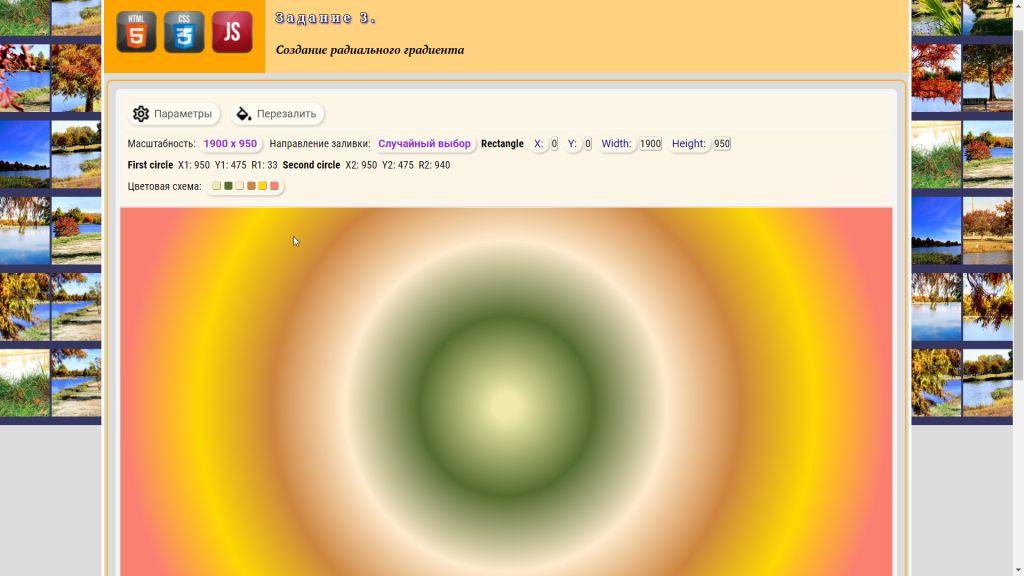 HTML 5 CSS 3 JS
Задание 3.
Создание радиального градиента
Параметры Перезалить
Масштабность: 1900 x 950 Направление заливки: Случайный выбор Rectangle X: 0 Y: 0 Width: 1900 Height: 950
First circle X1: 950 Y1: 475 R1: 33 Second circle X2: 950 Y2: 475 R2: 940
Цветовая схема: